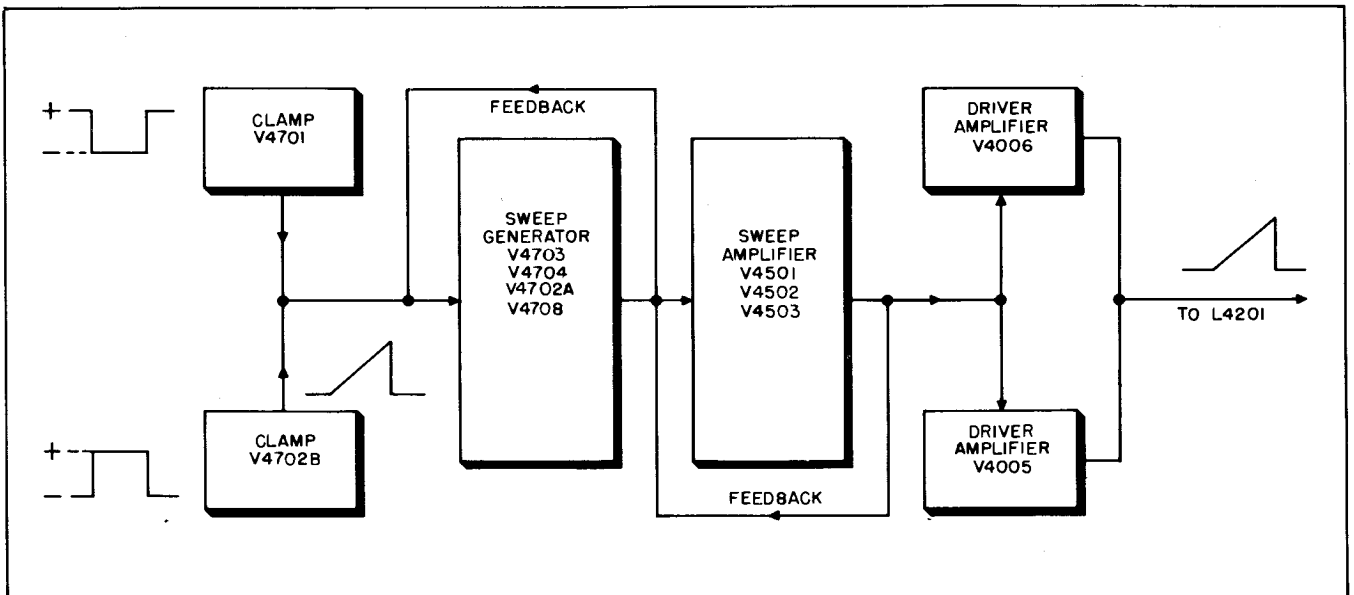 CLAMP
V4701
FEEDBACK
DRIVER
AMPLIFIER
V4006
SWEEP
GENERATOR
V4703
V4704
V4702A
V4708
SWEEP
AMPLIFIER
V4501
V4502
V4503
TO L4201
CLAMP
V4702B
DRIVER
AMPLIFIER
V4005
FEEDBACK
+
-
+
-